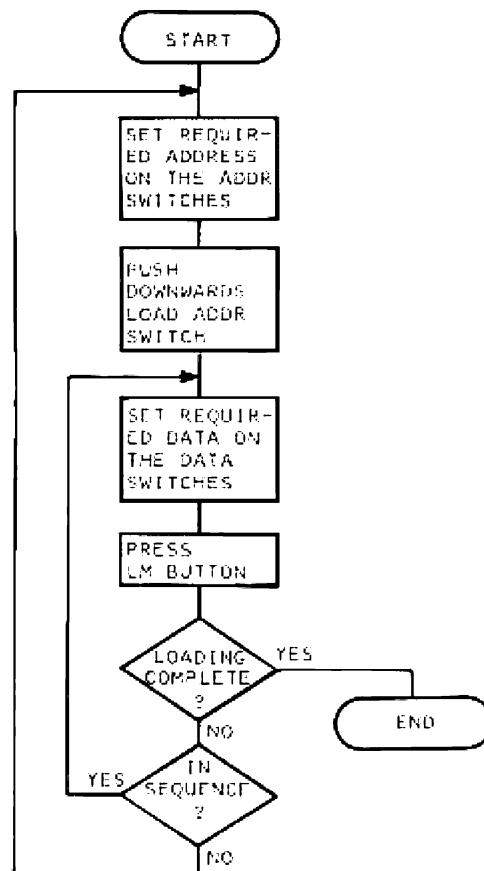 START
SET REQUIR-
ED ADDRESS
ON THE ADDR
SWITCHES
PUSH
DOWNWARDS
LOAD ADDR
SWITCH
SET REQUIR-
ED DATA ON
THE DATA
SWITCHES
PRESS
LM BUTTON
LOADING
COMPLETE
?
YES
END
NO
IN
SEQUENCE
?
YES
NO